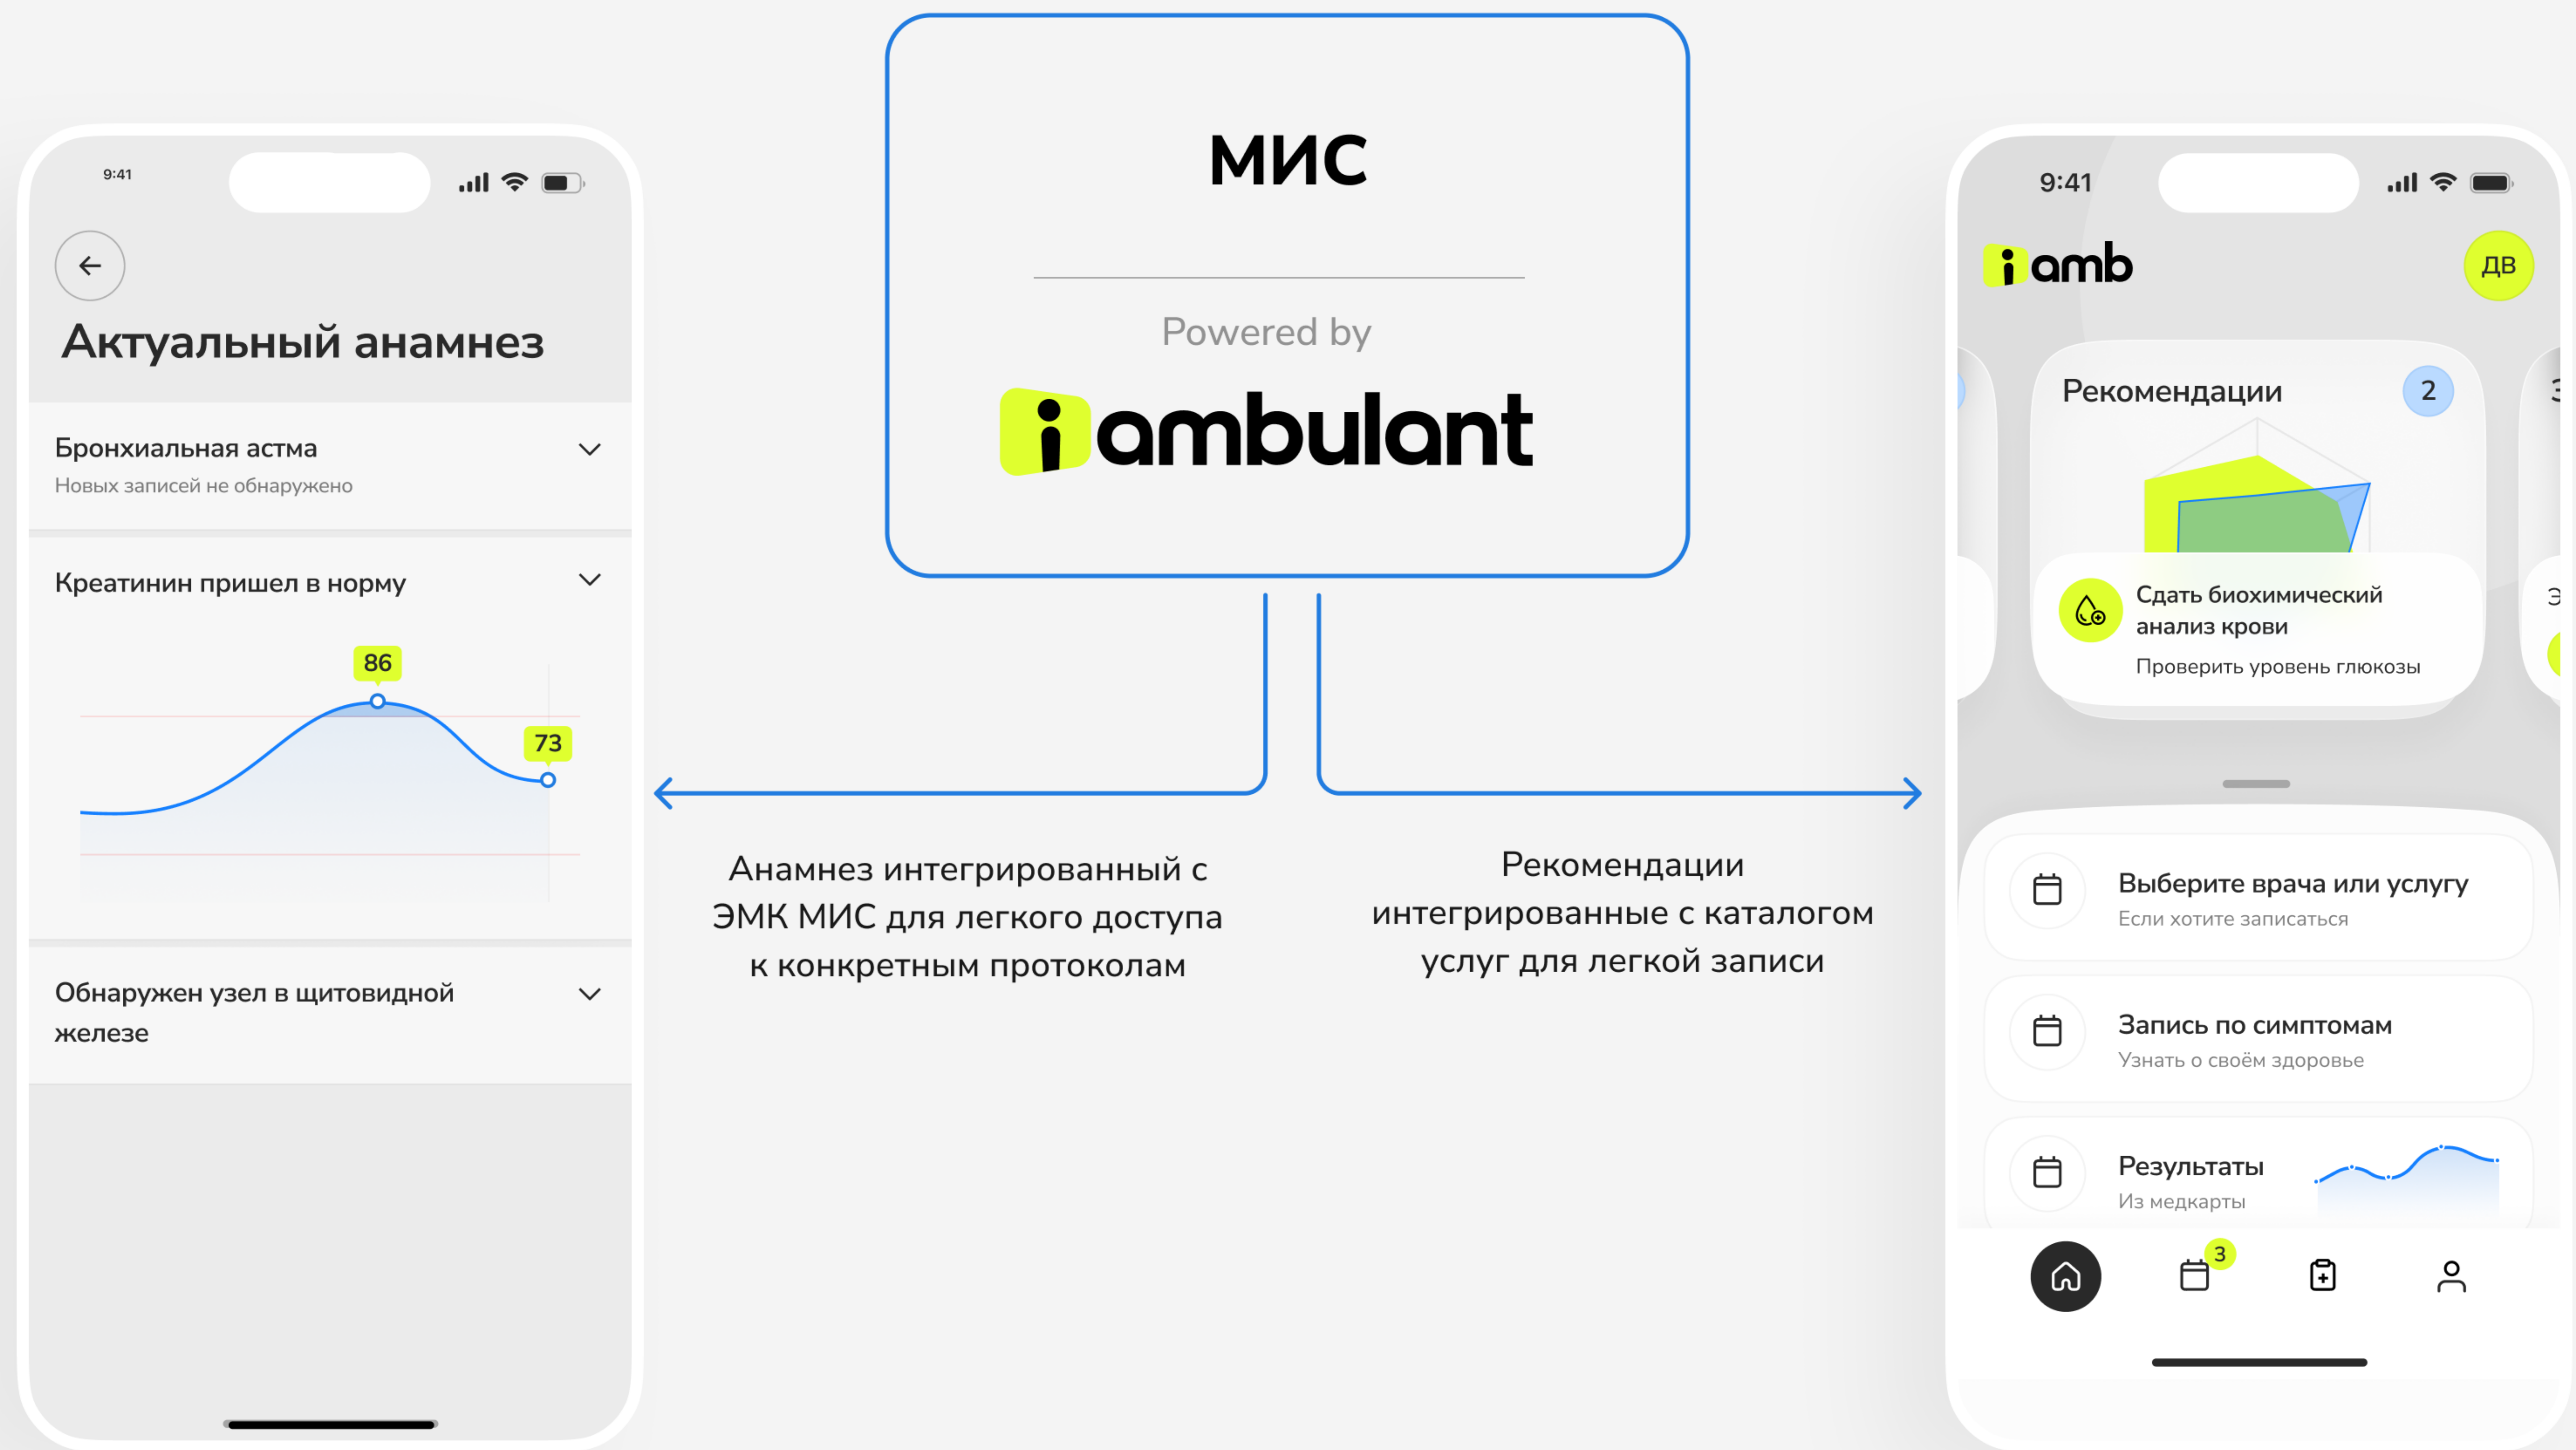 9:41
Актуальный анамнез
Бронхиальная астма
Новых записей не обнаружено
Креатинин пришел в норму
86
73
Обнаружен узел в щитовидной
железе
МИС
Powered by
i ambulant
Анамнез интегрированный с
ЭМК МИС для легкого доступа
к конкретным протоколам
Рекомендации
интегрированные с каталогом
услуг для легкой записи
9:41
i amb
ДВ
Рекомендации
2
Сдать биохимический
анализ крови
Проверить уровень глюкозы
Выберите врача или услугу
Если хотите записаться
Запись по симптомам
Узнать о своём здоровье
Результаты
Из медкарты
3